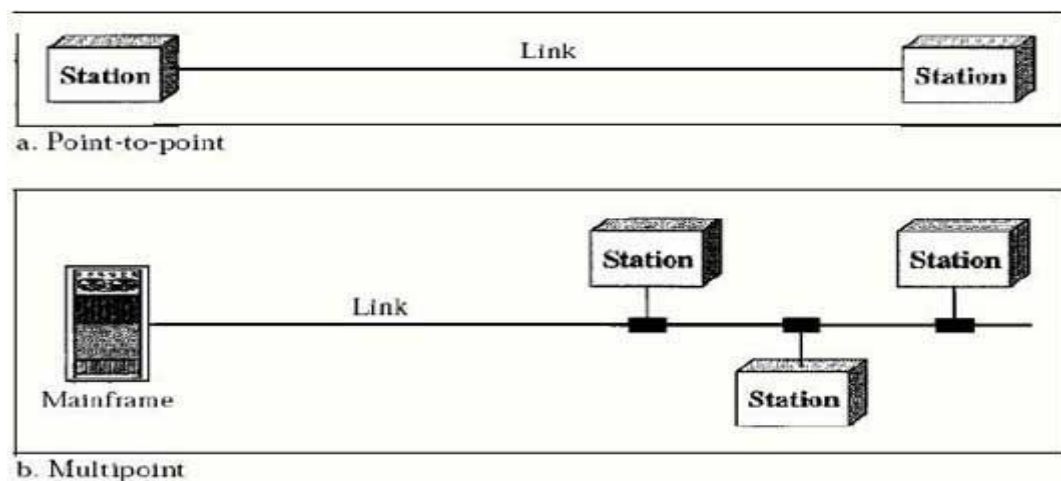 Link
Station
Station
a. Point-to-point
Station
Station
Link
Station
Mainframe
b. Multipoint